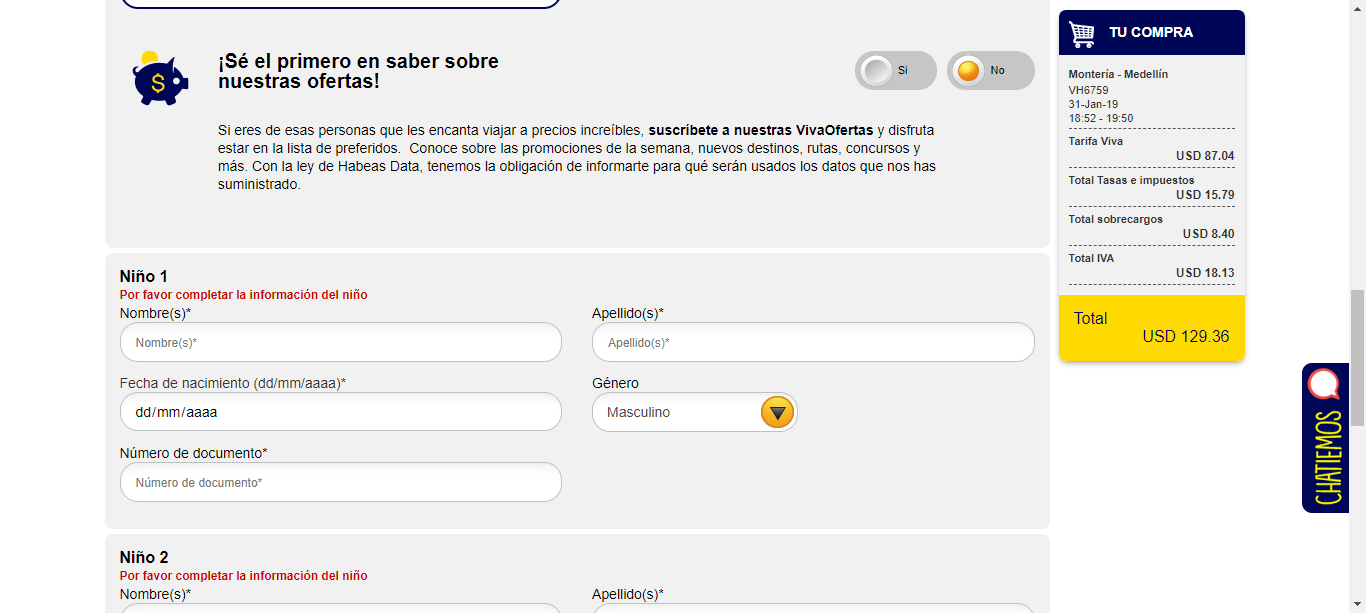 ¡Sé el primero en saber sobre
nuestras ofertas!
Si
No
Si eres de esas personas que les encanta viajar a precios increíbles, suscríbete a nuestras VivaOfertas y disfruta
estar en la lista de preferidos. Conoce sobre las promociones de la semana, nuevos destinos, rutas, concursos y
más. Con la ley de Habeas Data, tenemos la obligación de informarte para qué serán usados los datos que nos has
suministrado.
Niño 1
Por favor completar la información del niño
Nombre(s)*
Apellido(s)*
Nombre(s)*
Apellido(s)*
Fecha de nacimiento (dd/mm/aaaa)*
Género
dd/mm/aaaa
Masculino
Número de documento*
Número de documento*
Niño 2
Por favor completar la información del niño
Nombre(s)*
Apellido(s)*
TU COMPRA
Montería - Medellín
VH6759
31-Jan-19
18:52 - 19:50
Tarifa Viva
USD 87.04
Total Tasas e impuestos
USD 15.79
Total sobrecargos
USD 8.40
Total IVA
USD 18.13
Total
USD 129.36
CHATIEMOS
$